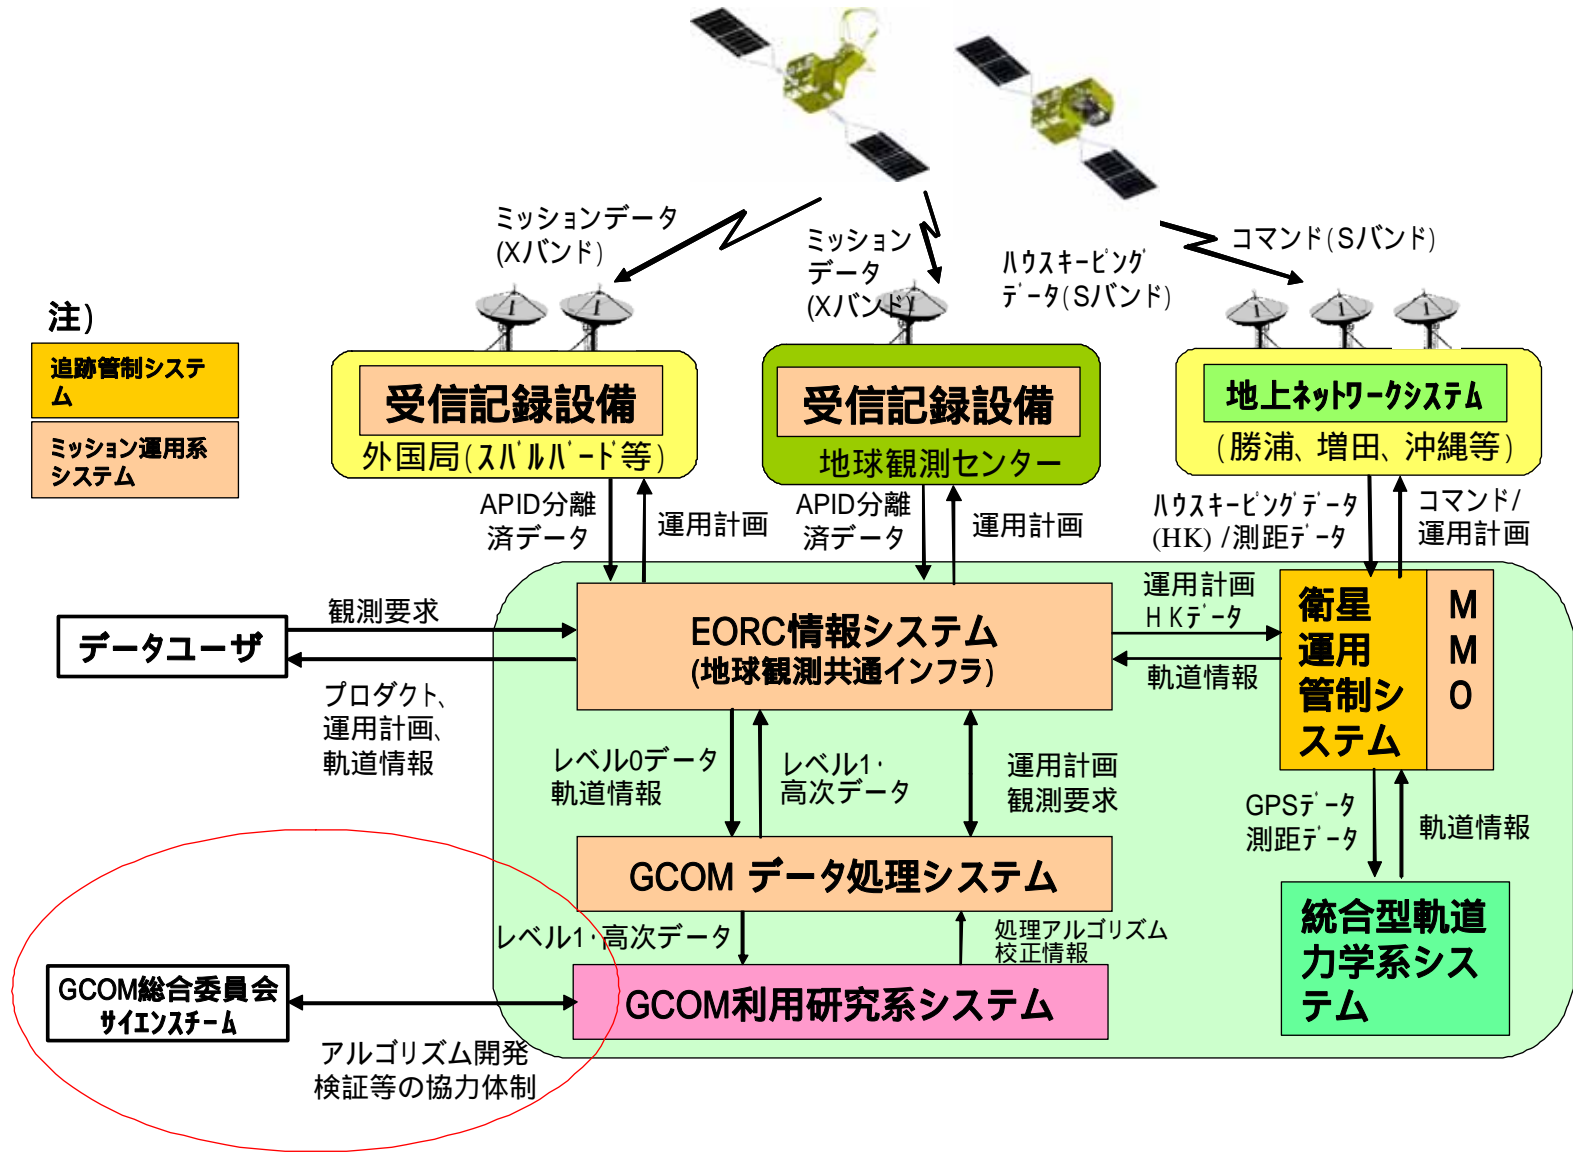 ミッションデータ
(Xバンド)
ミッション
データ
(Xバンド)
ﾊｳｽｷｰﾋﾟﾝｸﾞ
ﾃﾞｰﾀ(Sバンド)
コマンド(Sバンド)
注)
追跡管制システ
ム
ミッション運用系
システム
受信記録設備
外国局(ｽﾊﾞﾙﾊﾞｰﾄﾞ等)
受信記録設備
地球観測センター
地上ﾈｯﾄﾜｰｸｼｽﾃﾑ
(勝浦、増田、沖縄等)
APID分離
済データ
運用計画
APID分離
済データ
運用計画
ﾊｳｽｷｰﾋﾟﾝｸﾞﾃﾞｰﾀ
(HK) /測距ﾃﾞｰﾀ
コマンド/
運用計画
データユーザ
観測要求
プロダクト、
運用計画、
軌道情報
EORC情報システム
(地球観測共通インフラ)
運用計画
HKﾃﾞｰﾀ
軌道情報
衛星
運用
管制シ
ステム
M
M
O
レベル0データ
軌道情報
レベル1・
高次データ
運用計画
観測要求
GPSﾃﾞｰﾀ
測距ﾃﾞｰﾀ
軌道情報
GCOM データ処理システム
レベル1・高次データ
処理アルゴリズム
校正情報
統合型軌道
力学系シス
テム
GCOM総合委員会
ｻｲｴﾝｽﾁｰﾑ
GCOM利用研究系システム
アルゴリズム開発
検証等の協力体制